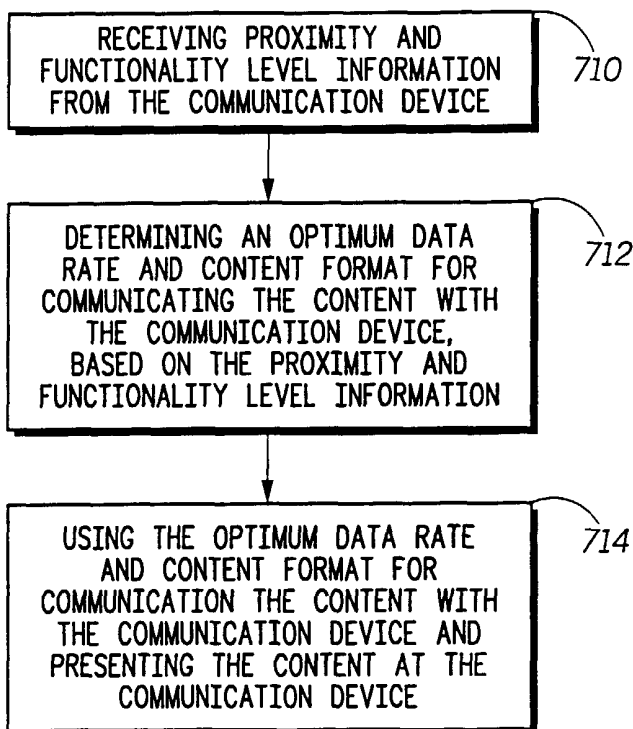 RECEIVING PROXIMITY AND
FUNCTIONALITY LEVEL INFORMATION
FROM THE COMMUNICATION DEVICE
710
DETERMINING AN OPTIMUM DATA
RATE AND CONTENT FORMAT FOR
COMMUNICATING THE CONTENT WITH
THE COMMUNICATION DEVICE,
BASED ON THE PROXIMITY AND
FUNCTIONALITY LEVEL INFORMATION
712
USING THE OPTIMUM DATA RATE
AND CONTENT FORMAT FOR
COMMUNICATION THE CONTENT WITH
THE COMMUNICATION DEVICE AND
PRESENTING THE CONTENT AT THE
COMMUNICATION DEVICE
714